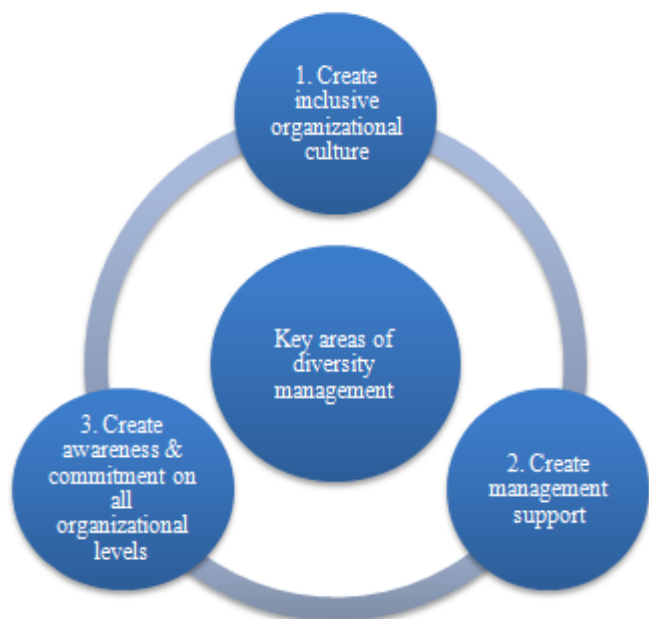 1. Create
inclusive
organizational
culture
Key areas of
diversity
management
2. Create
management
support
3. Create
awareness &
commitment on
all
organizational
levels